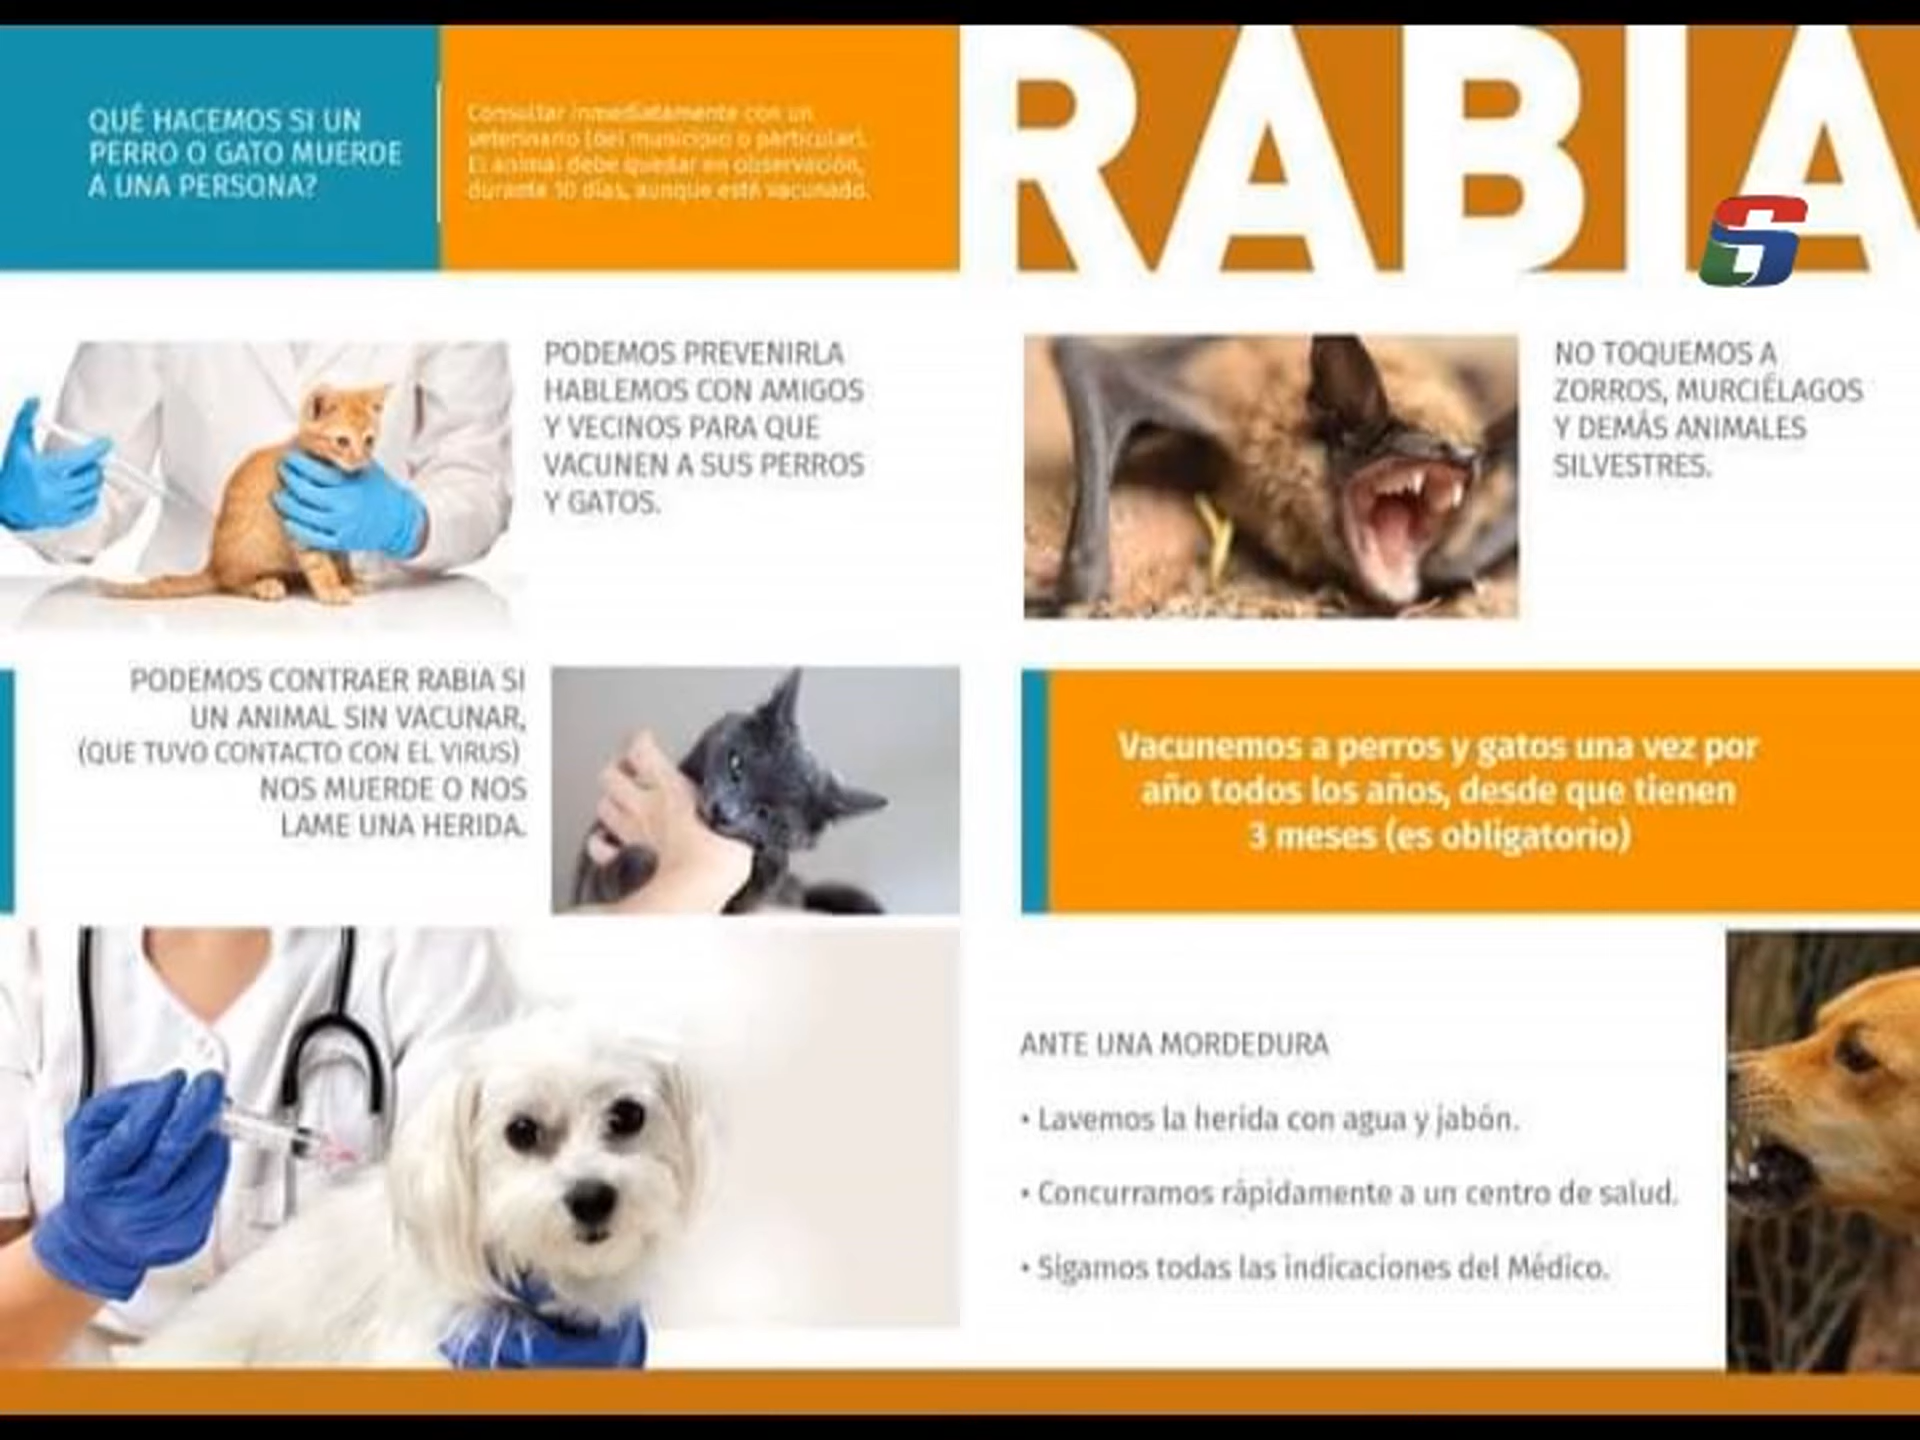 QUÉ HACEMOS SI UN
PERRO O GATO MUERDE
A UNA PERSONA?
Consultar inmediatamente con un
veterinario (del municipio o particular).
El animal debe quedar en observación,
durante 10 días, aunque esté vacunado.
RABIA
PODEMOS PREVENIRLA
HABLEMOS CON AMIGOS
Y VECINOS PARA QUE
VACUNEN A SUS PERROS
Y GATOS.
NO TOQUEMOS A
ZORROS, MURCIÉLAGOS
Y DEMÁS ANIMALES
SILVESTRES.
PODEMOS CONTRAER RABIA SI
UN ANIMAL SIN VACUNAR,
(QUE TUVO CONTACTO CON EL VIRUS)
NOS MUERDE O NOS
LAME UNA HERIDA.
Vacunemos a perros y gatos una vez por
año todos los años, desde que tienen
3 meses (es obligatorio)
ANTE UNA MORDEDURA
• Lavemos la herida con agua y jabón.
• Concurramos rápidamente a un centro de salud.
• Sigamos todas las indicaciones del Médico.